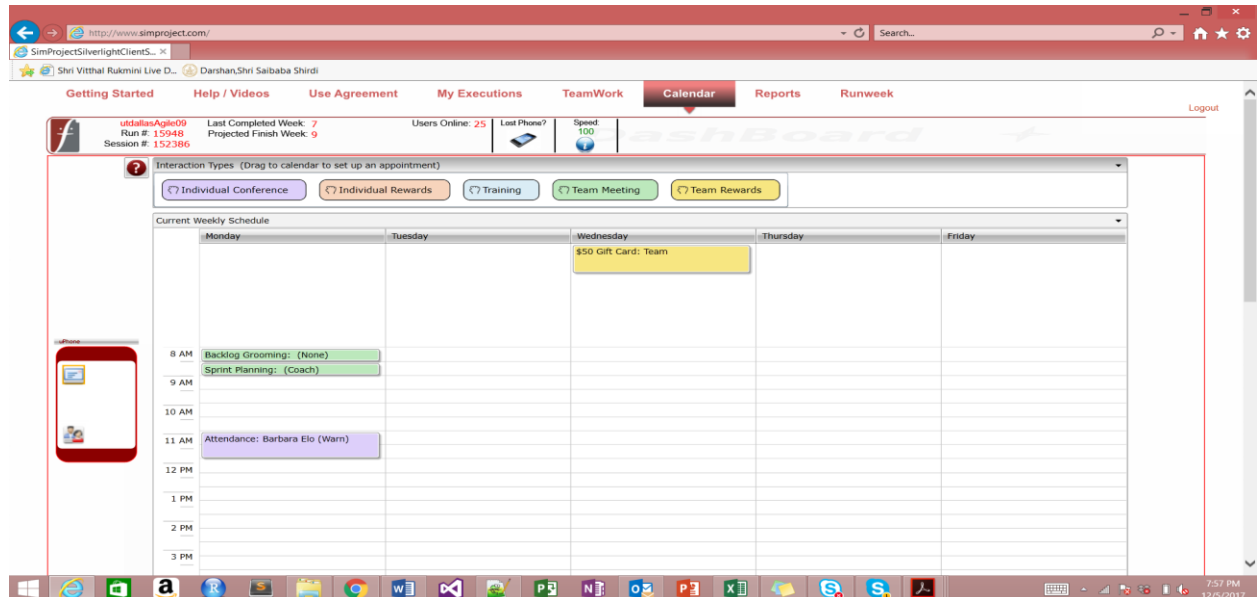 http://www.simproject.com/
Search...
SimProjectSilverlightClientS...
Shri Vitthal Rukmini Live D... Darshan,Shri Saibaba Shirdi
Getting Started Help / Videos Use Agreement My Executions TeamWork Calendar Reports Runweek
Logout
utdallasAgile09 Last Completed Week: 7 Users Online: 25 Lost Phone? Speed:
Run #: 15948 Projected Finish Week: 9 100
Session #: 152386
DashBoard
Interaction Types (Drag to calendar to set up an appointment)
Individual Conference Individual Rewards Training Team Meeting Team Rewards
Current Weekly Schedule
Monday Tuesday Wednesday Thursday Friday
$50 Gift Card: Team
uPhone
8 AM Backlog Grooming: (None)
Sprint Planning: (Coach)
9 AM
10 AM
11 AM Attendance: Barbara Elo (Warn)
12 PM
1 PM
2 PM
3 PM
7:57 PM
12/5/2017